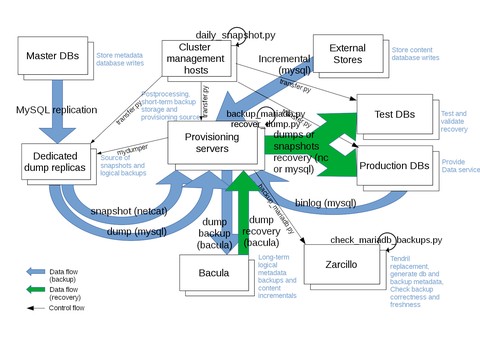 daily_snapshot.py
Master DBs
Store metadata
database writes
Cluster
management
hosts
Incremental
(mysql)
External
Stores
Store content
database writes
MySQL replication
transfer.py
transfer.py
transfer.py
Postprocessing,
short-term backup
storage and
provisioning source
backup_mariadb.py
recover_dump.py
Test DBs
Test and
validate
recovery
Provisioning
servers
dumps or
snapshots
recovery (nc
or mysql)
mydumper
Dedicated
dump replicas
Source of
snapshots and
logical backups
Production DBs
Provide
Data service
snapshot (netcat)
dump (mysql)
dump
backup
(bacula)
dump
recovery
(bacula)
backup_mariadb.py
binlog (mysql)
check_mariadb_backups.py
Bacula
Long-term
logical
metadata
backups and
content
incrementals
Zarcillo
Tendril
replacement,
generate db and
backup metadata,
Check backup
correctness and
freshness
Data flow
(backup)
Data flow
(recovery)
Control flow